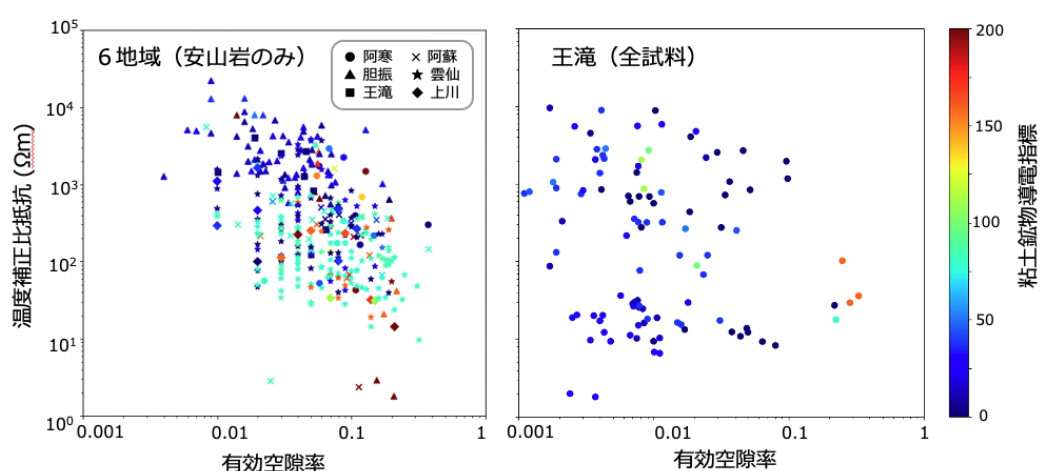 6地域（安山岩のみ）
阿寒 阿蘇
胆振 雲仙
王滝 上川
王滝（全試料）
温度補正比抵抗 (Ωm)
10⁵
10⁴
10³
10²
10¹
10⁰
0.001 0.01 0.1 1
有効空隙率
0.001 0.01 0.1 1
有効空隙率
200
150
100
50
0
粘土鉱物導電指標